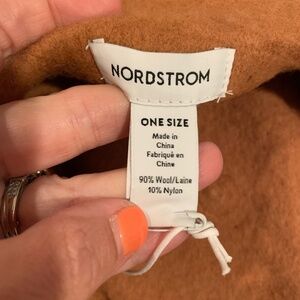 NORDSTROM
ONE SIZE
Made in
China
Fabriqué en
Chine
90% Wool/Laine
10% Nylon